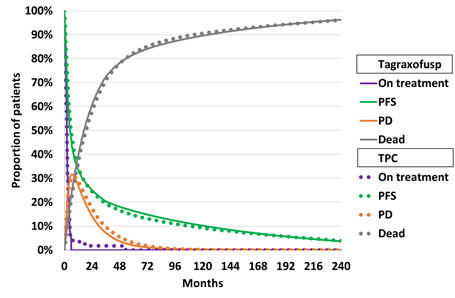 100%
90%
80%
70%
60%
50%
40%
30%
20%
10%
0%
Proportion of patients
0 24 48 72 96 120 144 168 192 216 240
Months
Tagraxofusp
On treatment
PFS
PD
Dead
TPC
On treatment
PFS
PD
Dead